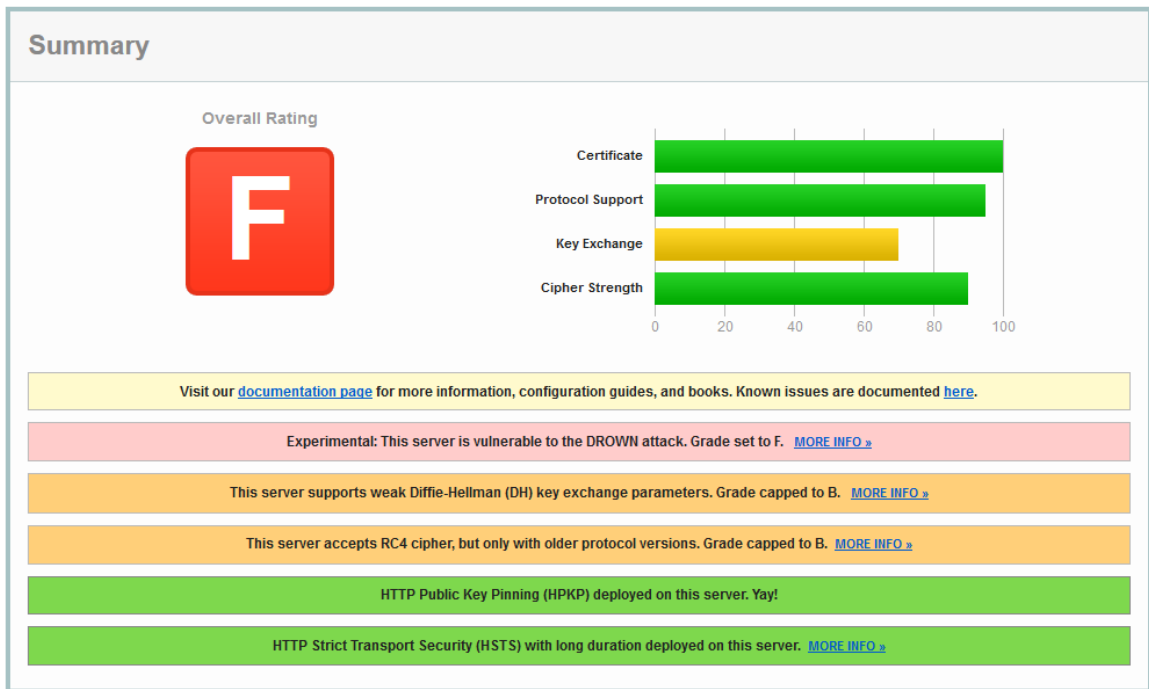 Summary
Overall Rating
F
Certificate
Protocol Support
Key Exchange
Cipher Strength
0 20 40 60 80 100
Visit our documentation page for more information, configuration guides, and books. Known issues are documented here.
Experimental: This server is vulnerable to the DROWN attack. Grade set to F. MORE INFO »
This server supports weak Diffie-Hellman (DH) key exchange parameters. Grade capped to B. MORE INFO »
This server accepts RC4 cipher, but only with older protocol versions. Grade capped to B. MORE INFO »
HTTP Public Key Pinning (HPKP) deployed on this server. Yay!
HTTP Strict Transport Security (HSTS) with long duration deployed on this server. MORE INFO »